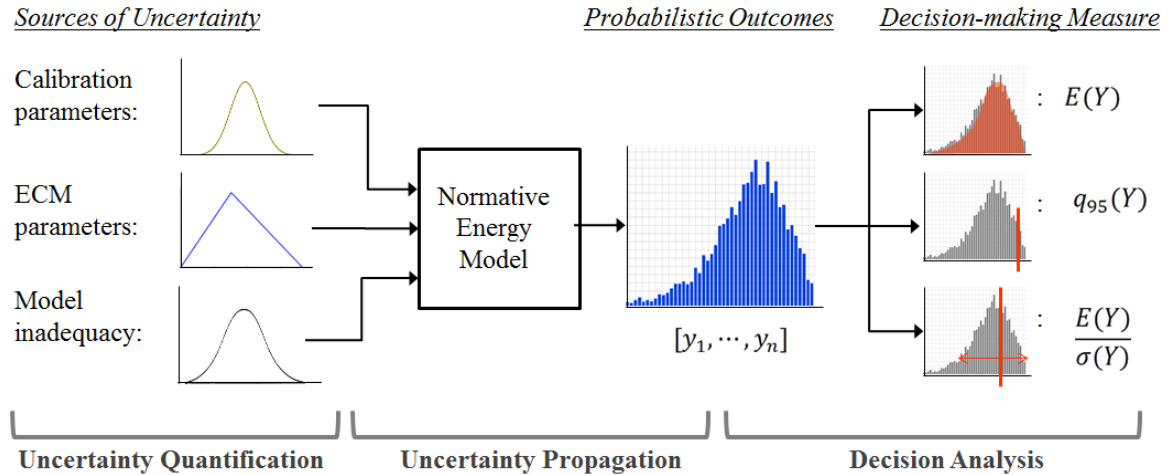 Sources of Uncertainty
Probabilistic Outcomes
Decision-making Measure
Calibration
parameters:
ECM
parameters:
Model
inadequacy:
Normative
Energy
Model
[y₁, ⋯, yₙ]
: E(Y)
: q₉₅(Y)
: E(Y)
σ(Y)
Uncertainty Quantification
Uncertainty Propagation
Decision Analysis